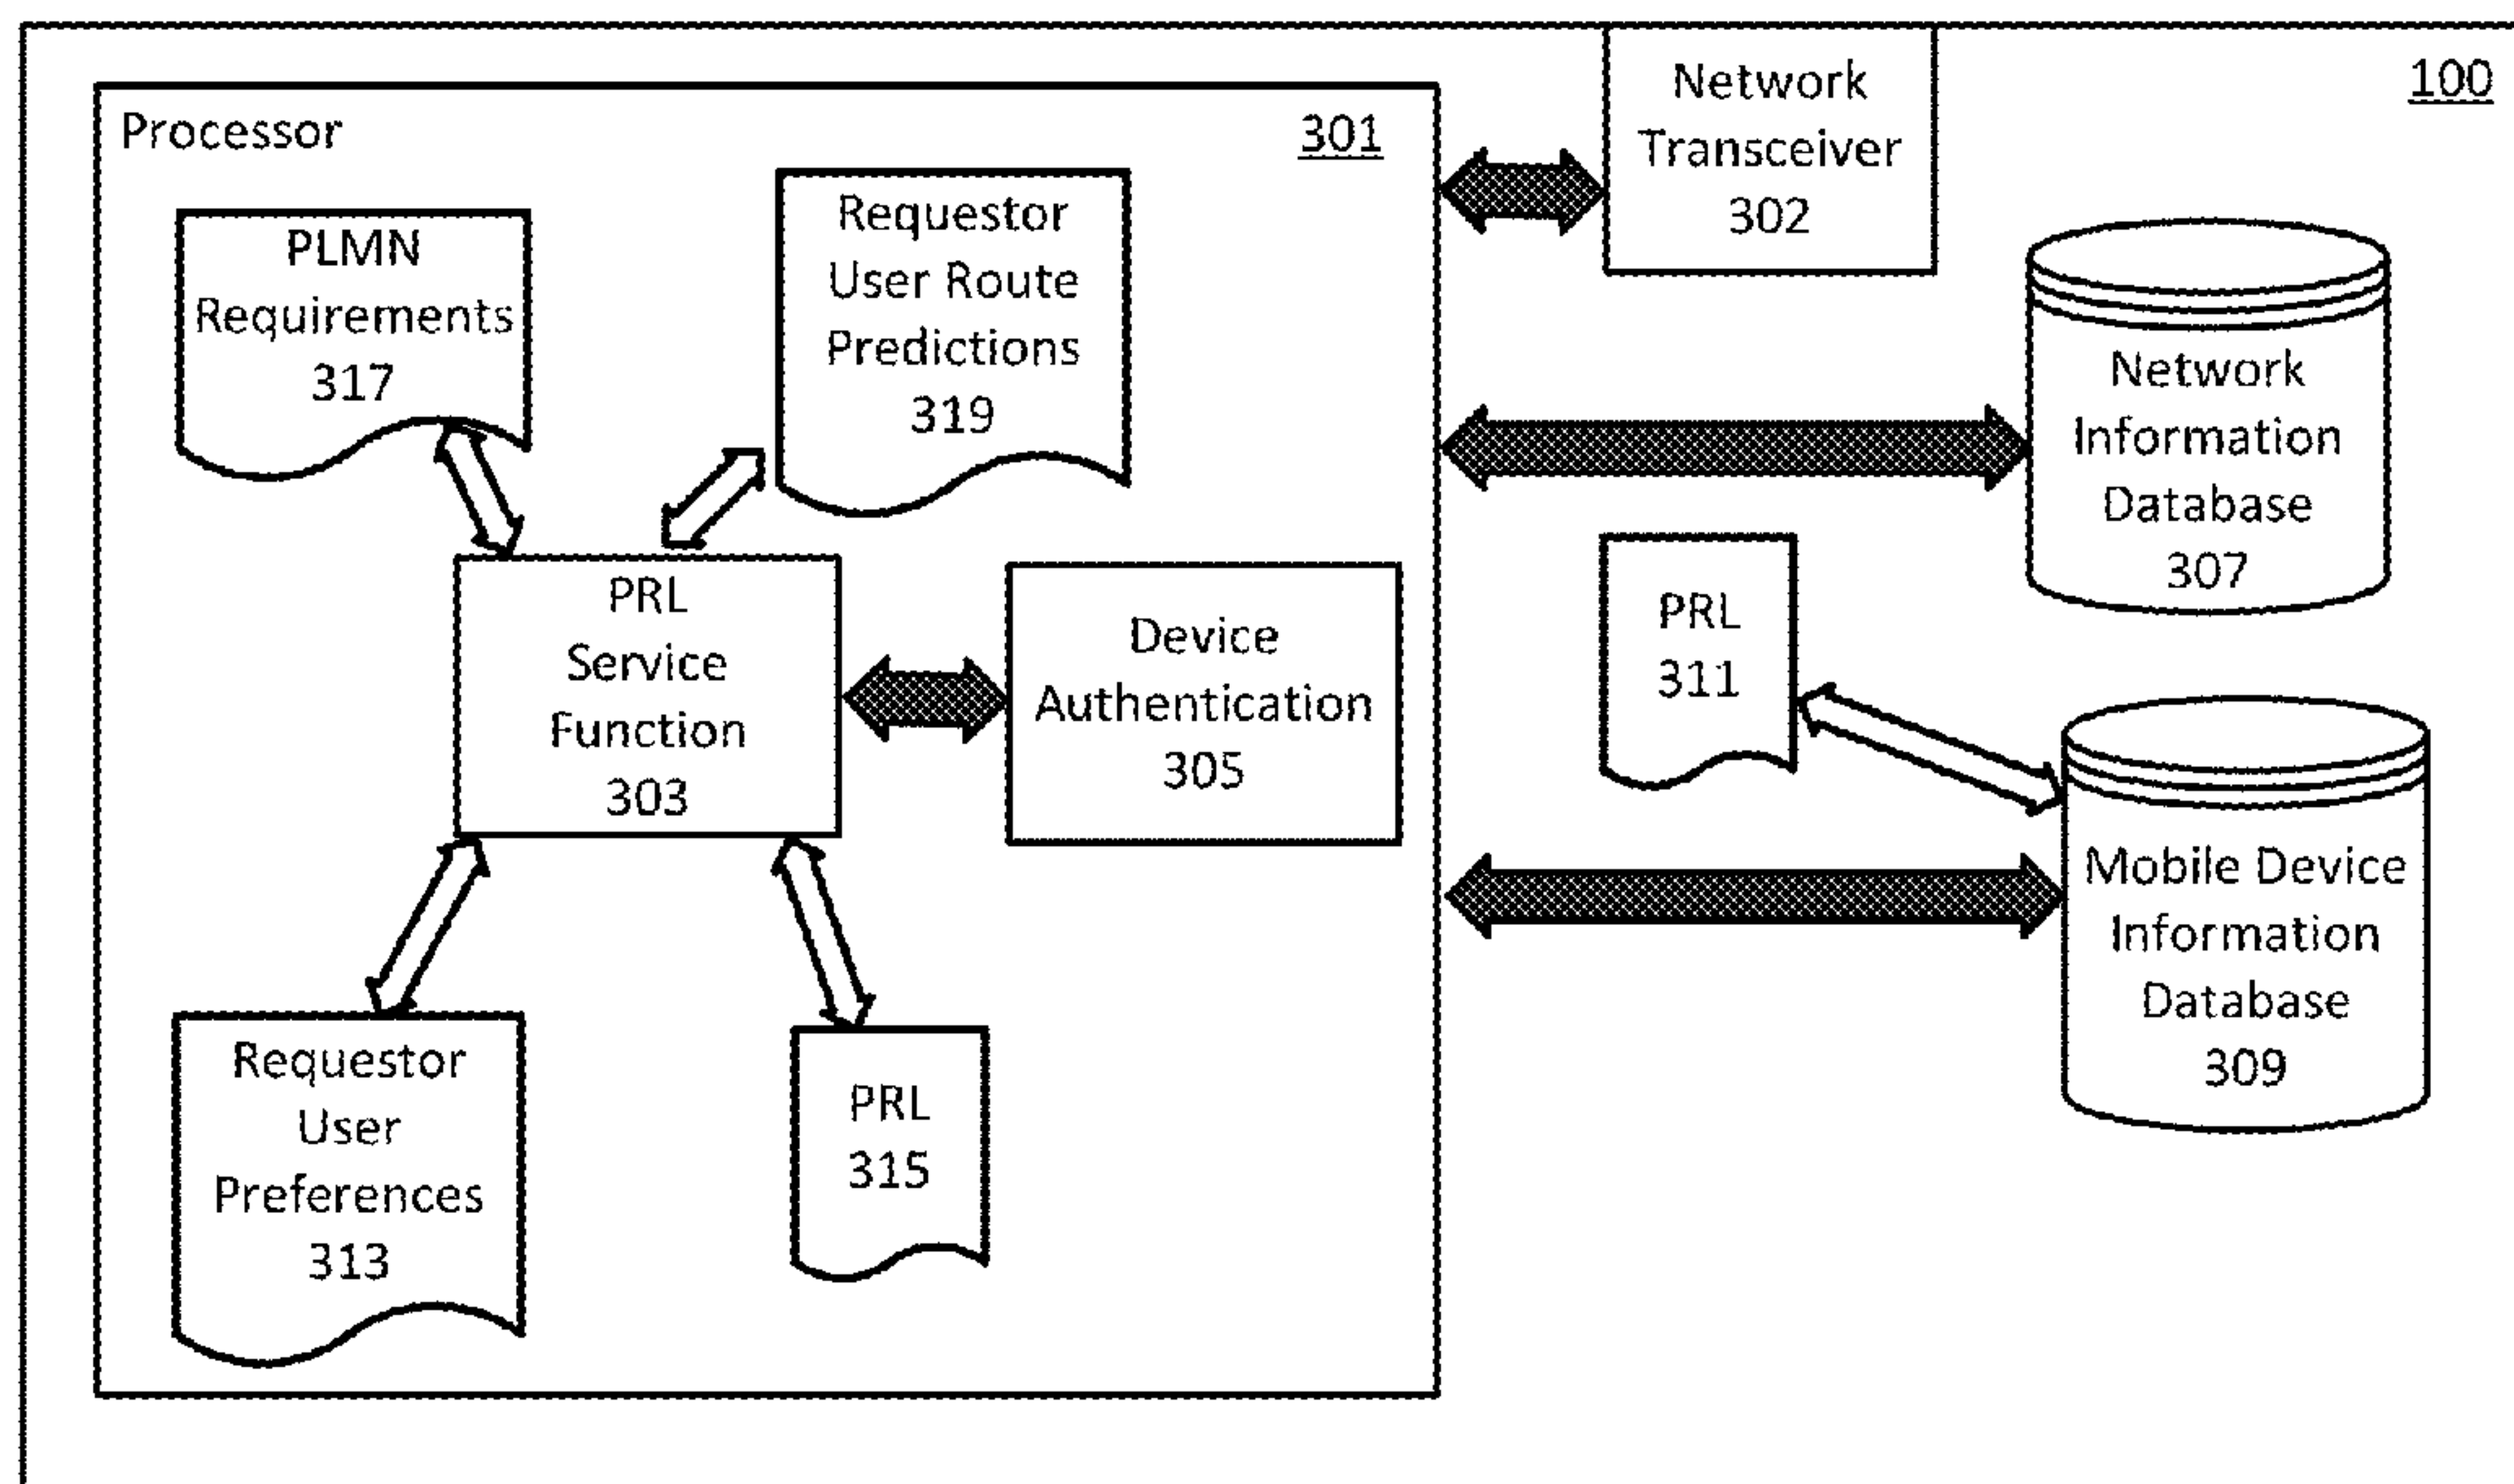 100
Processor
301
Network
Transceiver
302
PLMN
Requirements
317
Requestor
User Route
Predictions
319
Network
Information
Database
307
PRL
Service
Function
303
Device
Authentication
305
PRL
311
Mobile Device
Information
Database
309
Requestor
User
Preferences
313
PRL
315